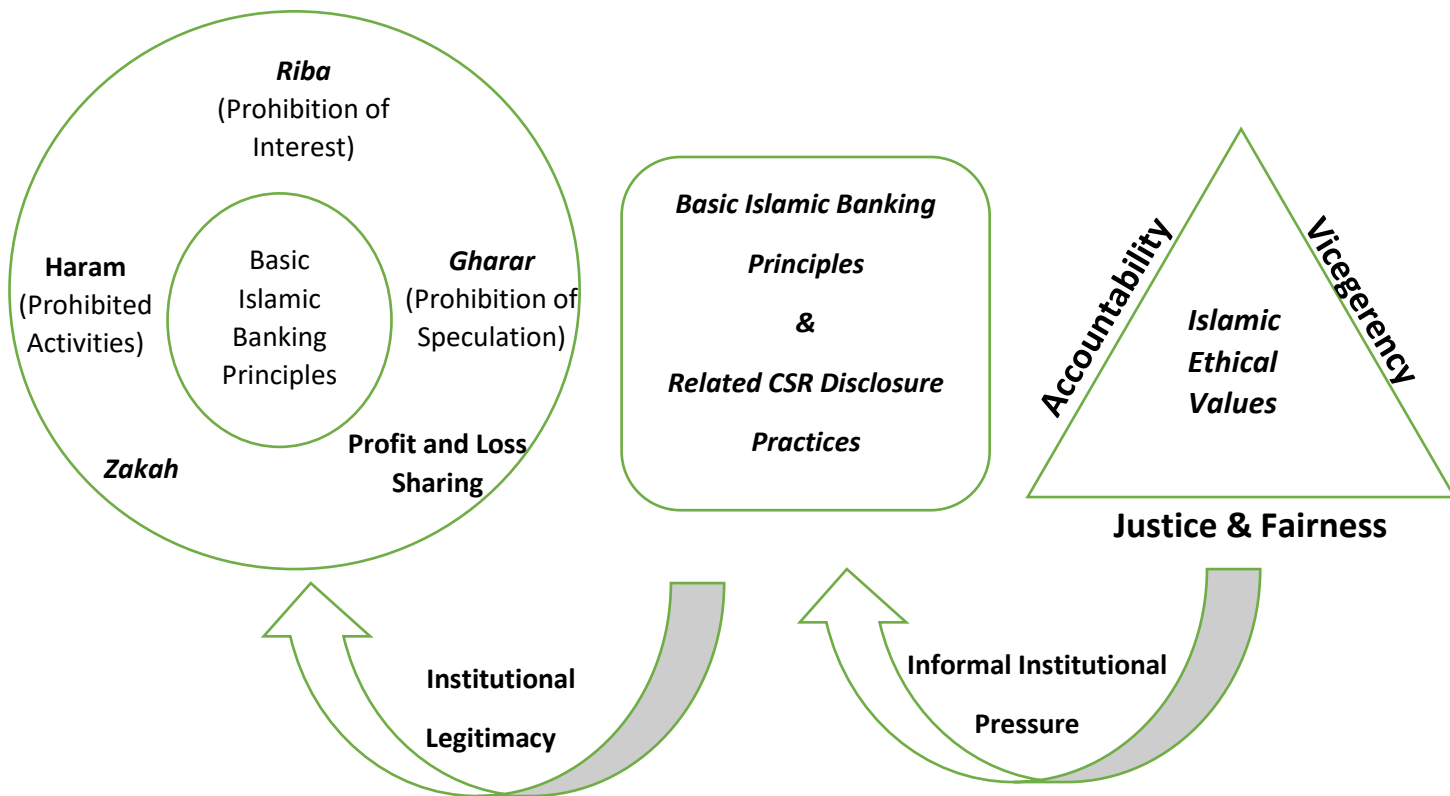 Riba
(Prohibition of
Interest)
Haram
(Prohibited
Activities)
Basic
Islamic
Banking
Principles
Gharar
(Prohibition of
Speculation)
Zakah
Profit and Loss
Sharing
Basic Islamic Banking
Principles
&
Related CSR Disclosure
Practices
Accountability
Vicegerency
Islamic
Ethical
Values
Justice & Fairness
Institutional
Legitimacy
Informal Institutional
Pressure